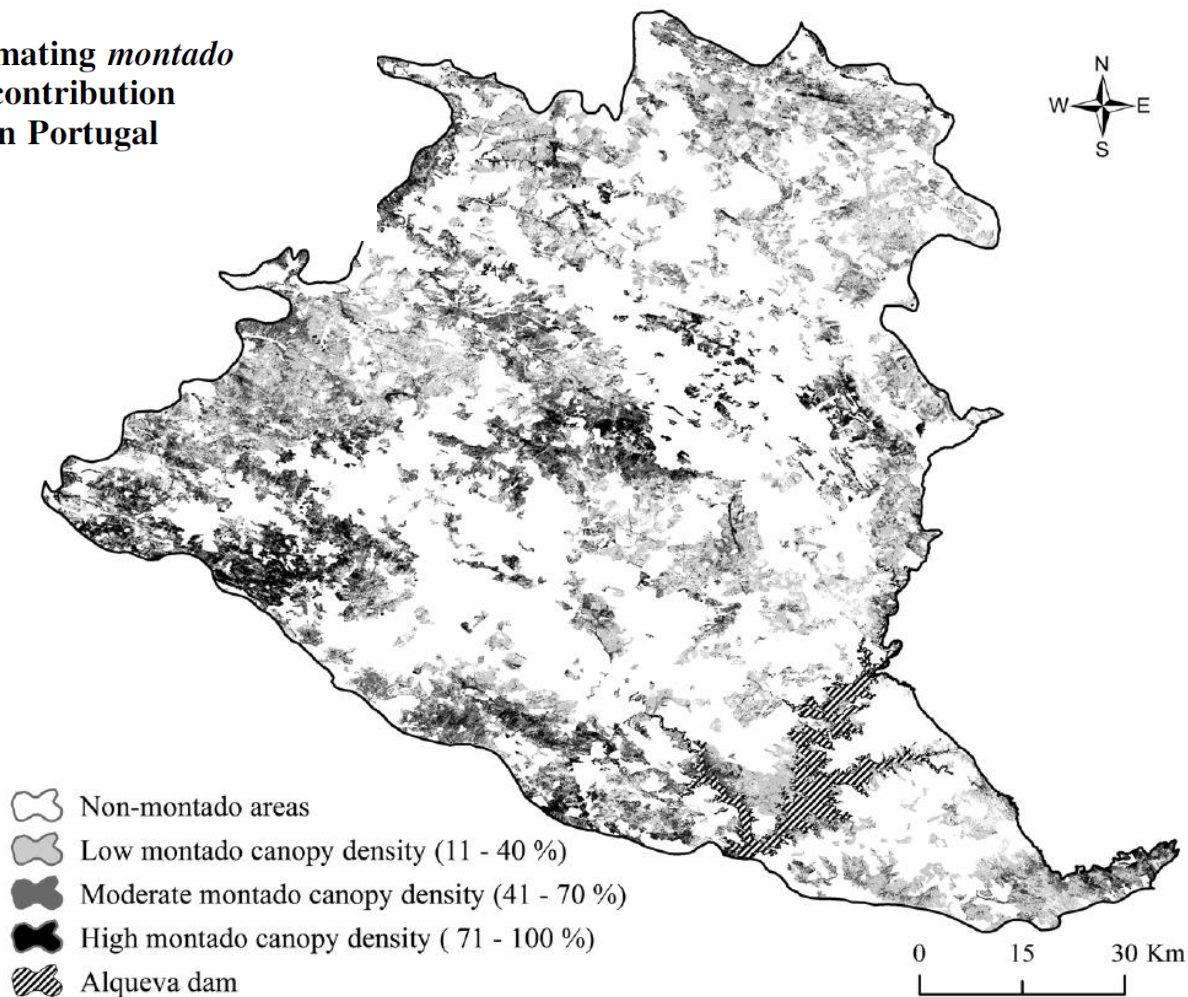 mating montado
contribution
n Portugal
N
W E
S
Non-montado areas
Low montado canopy density (11 - 40 %)
Moderate montado canopy density (41 - 70 %)
High montado canopy density ( 71 - 100 %)
Alqueva dam
0 15 30 Km